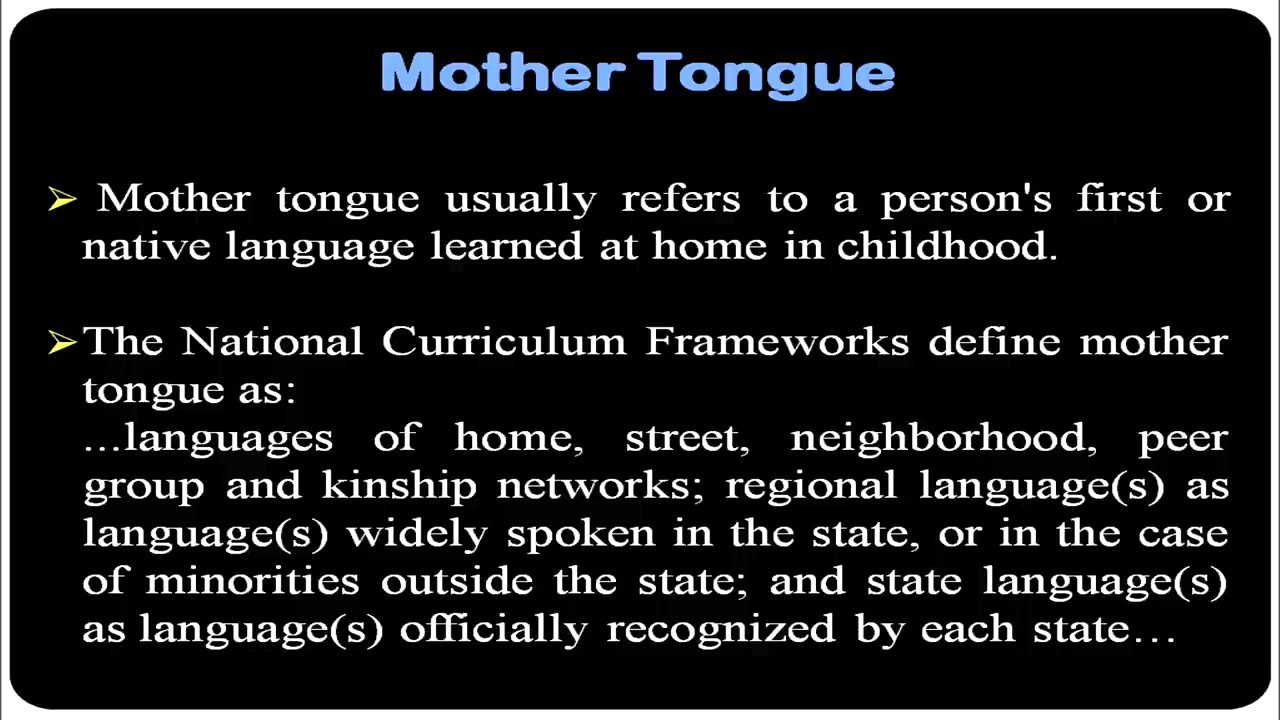 Mother Tongue
➢ Mother tongue usually refers to a person's first or
native language learned at home in childhood.
➢The National Curriculum Frameworks define mother
tongue as:
...languages of home, street, neighborhood, peer
group and kinship networks; regional language(s) as
language(s) widely spoken in the state, or in the case
of minorities outside the state; and state language(s)
as language(s) officially recognized by each state...